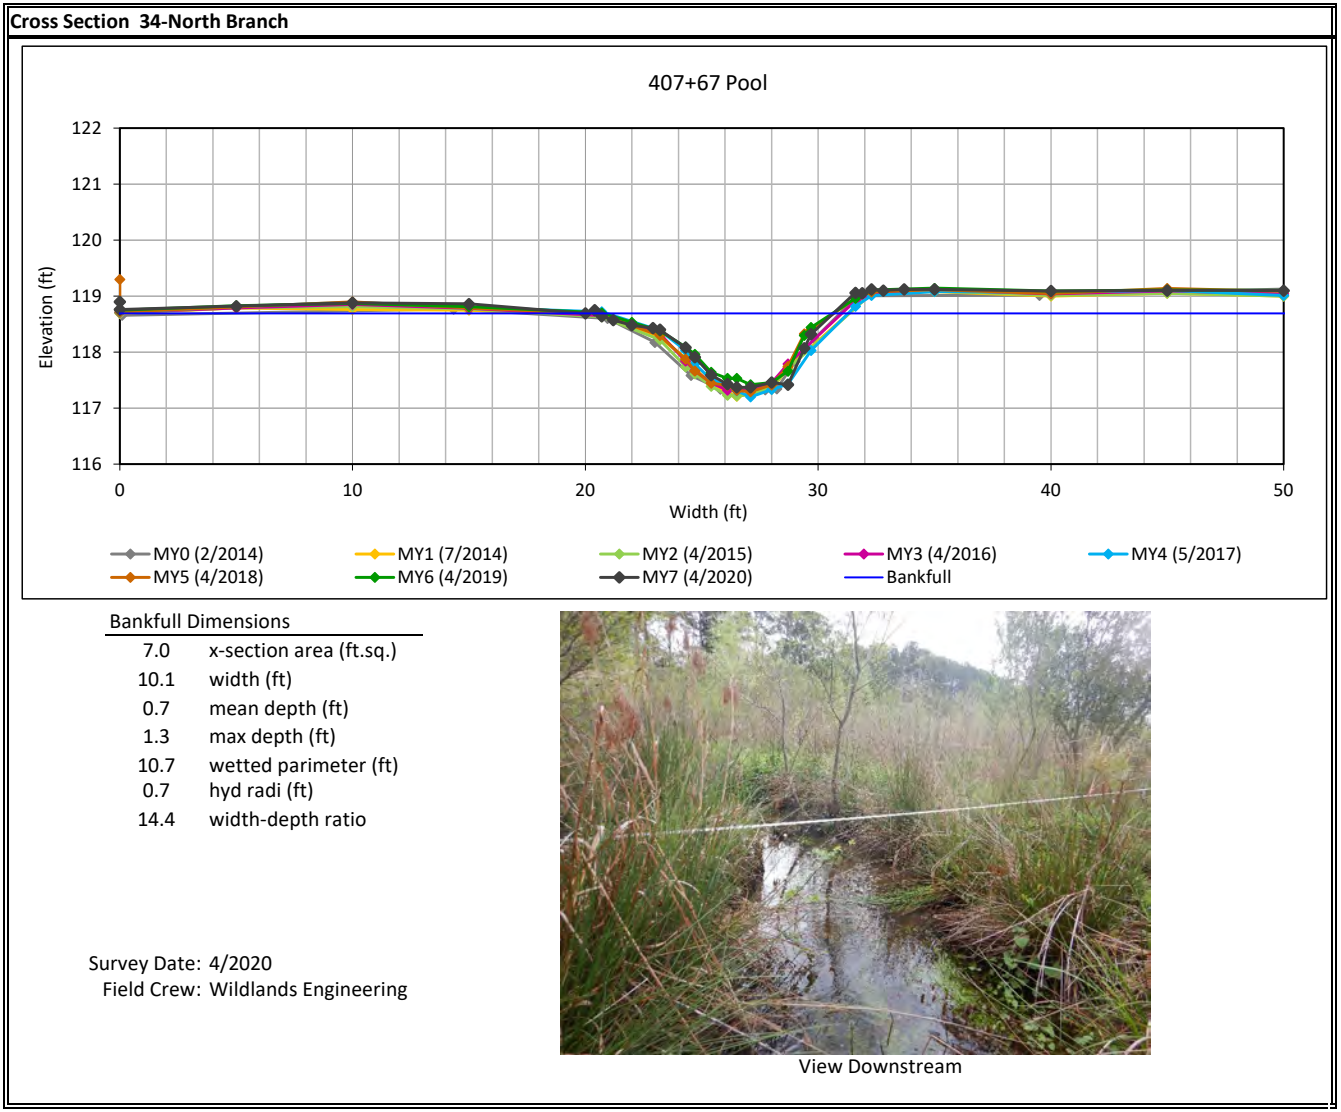 Cross Section  34-North Branch
407+67 Pool
122
121
120
119
118
117
116
Elevation (ft)
0 10 20 30 40 50
Width (ft)
MY0 (2/2014) MY1 (7/2014) MY2 (4/2015) MY3 (4/2016) MY4 (5/2017)
MY5 (4/2018) MY6 (4/2019) MY7 (4/2020) Bankfull
Bankfull Dimensions
7.0 x-section area (ft.sq.)
10.1 width (ft)
0.7 mean depth (ft)
1.3 max depth (ft)
10.7 wetted parimeter (ft)
0.7 hyd radi (ft)
14.4 width-depth ratio
Survey Date: 4/2020
Field Crew: Wildlands Engineering
View Downstream